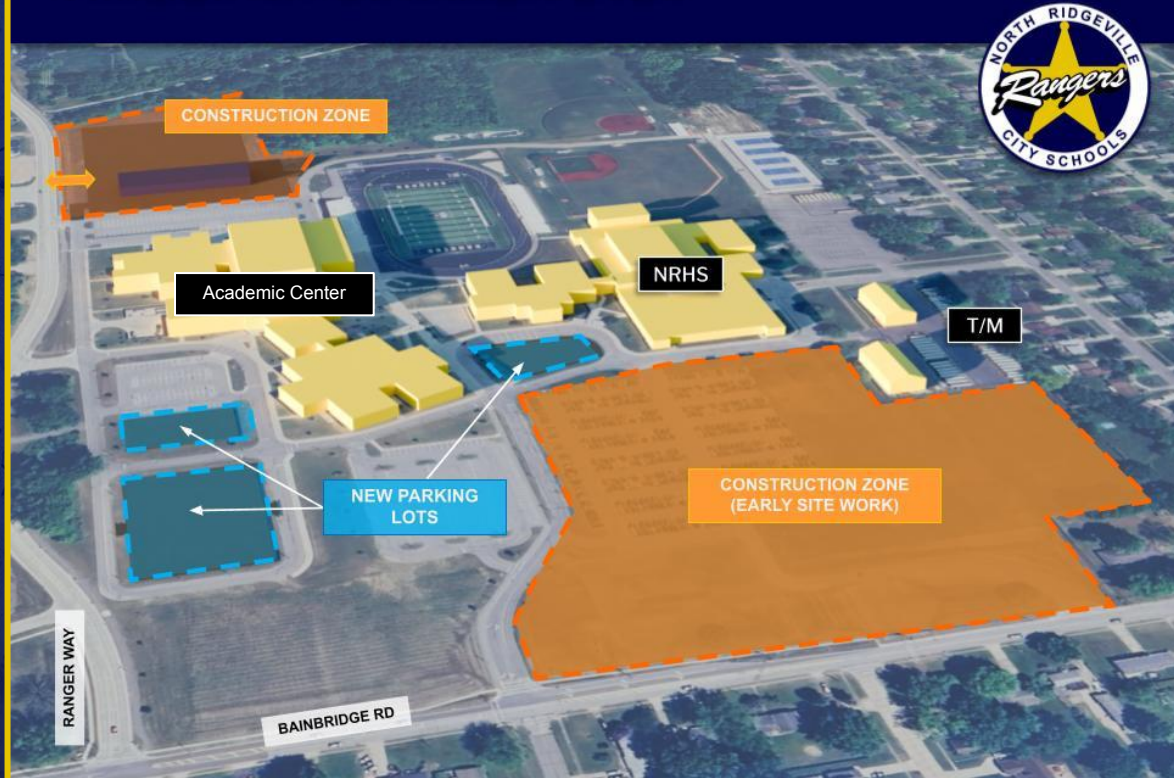 NORTH RIDGEVILLE
Rangers
CITY SCHOOLS
CONSTRUCTION ZONE
Academic Center
NRHS
T/M
NEW PARKING
LOTS
CONSTRUCTION ZONE
(EARLY SITE WORK)
RANGER WAY
BAINBRIDGE RD